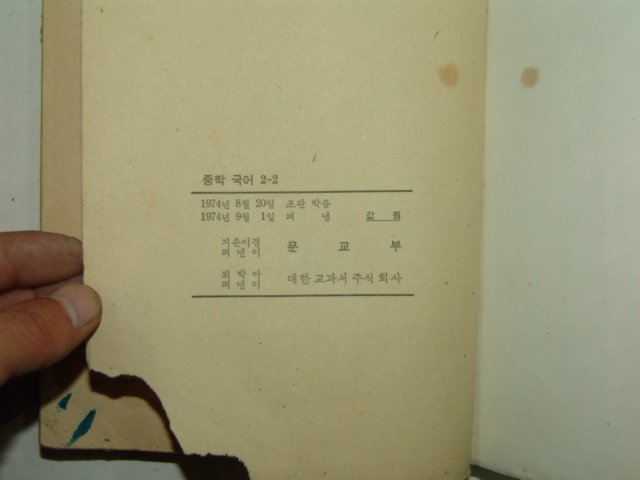 중학 국어 2-2
1974년 8월 20일 초판 박음
1974년 9월 1일 펴 냄 값 원
지은이겸
펴 낸 이 문 교 부
되 박 아
펴 낸 이 대한 교과서 주식 회사